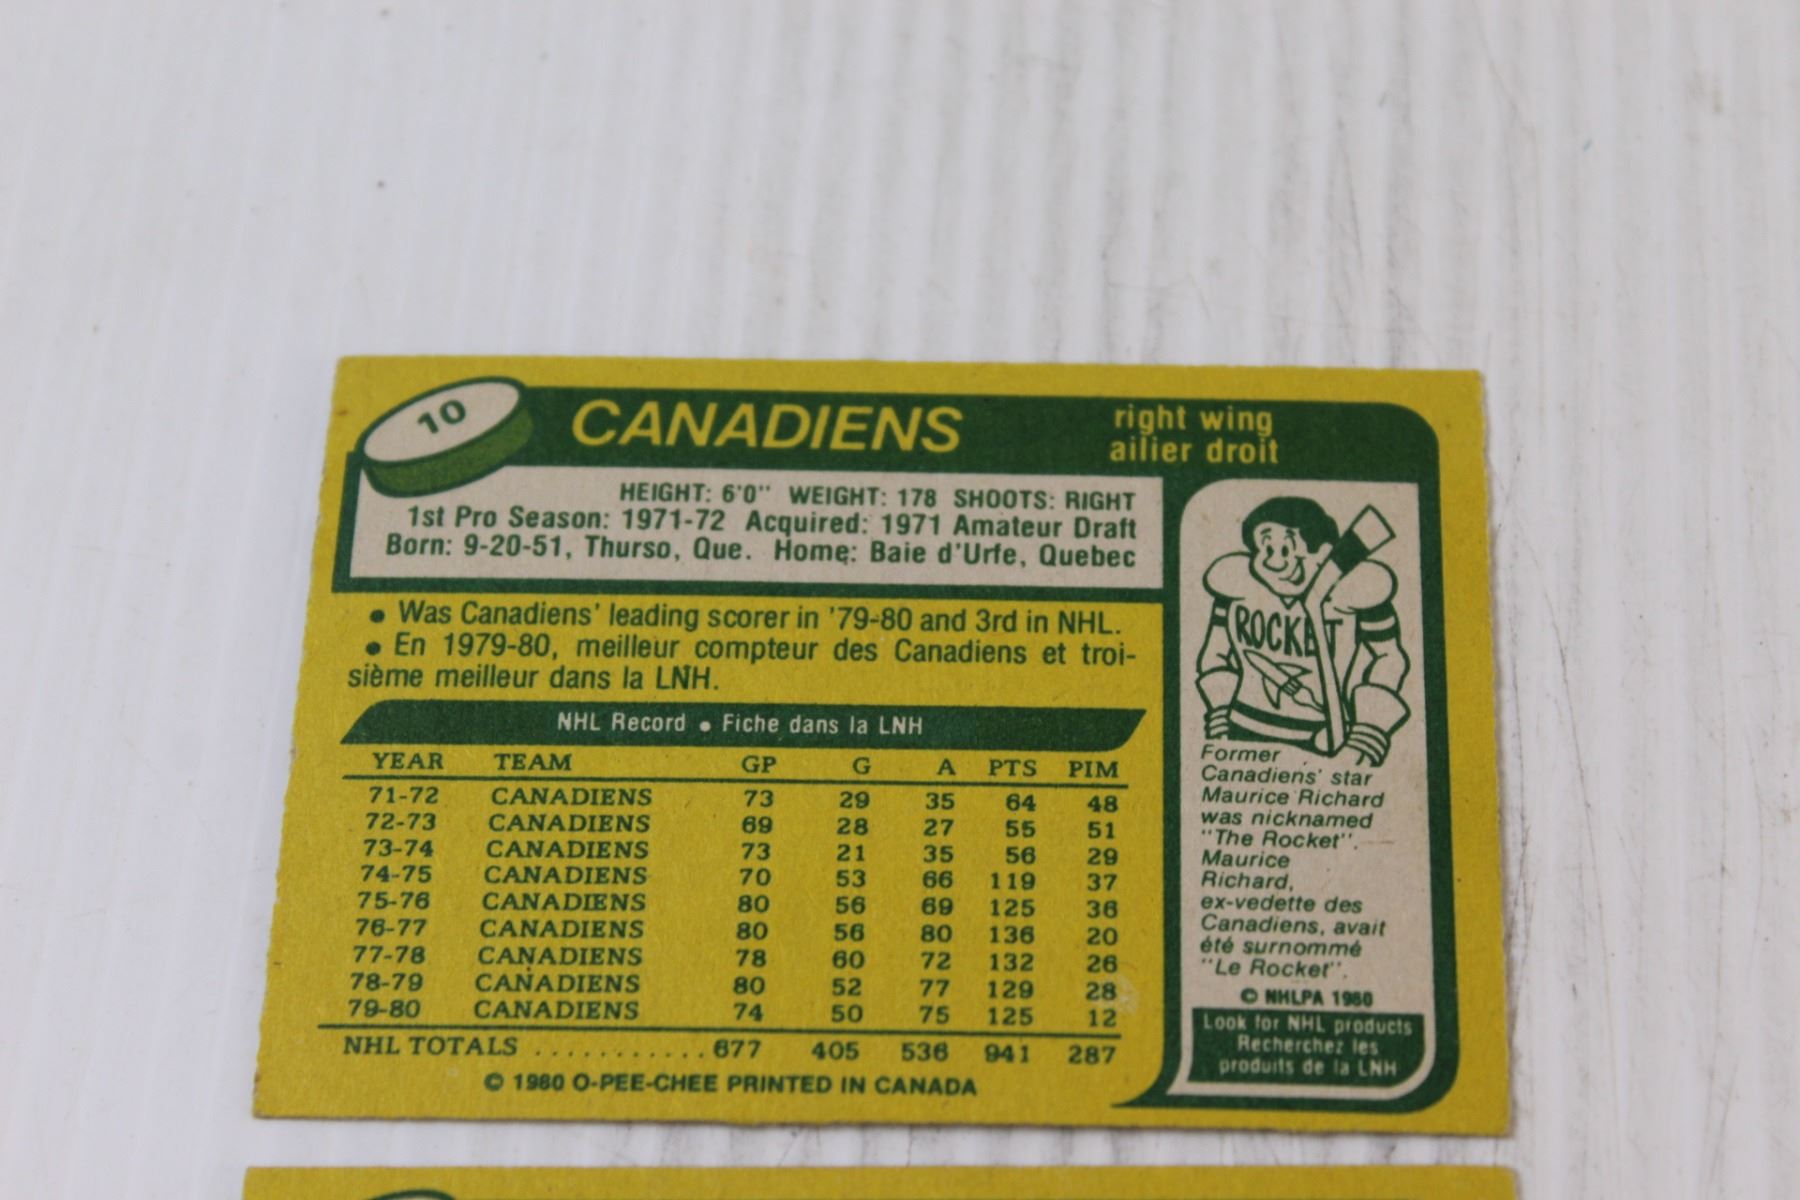 10
CANADIENS
right wing
ailier droit
HEIGHT: 6'0" WEIGHT: 178 SHOOTS: RIGHT
1st Pro Season: 1971-72 Acquired: 1971 Amateur Draft
Born: 9-20-51, Thurso, Que. Home: Baie d'Urfe, Quebec
• Was Canadiens' leading scorer in '79-80 and 3rd in NHL.
• En 1979-80, meilleur compteur des Canadiens et troi-
sième meilleur dans la LNH.
NHL Record • Fiche dans la LNH
YEAR TEAM GP G A PTS PIM
71-72 CANADIENS 73 29 35 64 48
72-73 CANADIENS 69 28 27 55 51
73-74 CANADIENS 73 21 35 56 29
74-75 CANADIENS 70 53 66 119 37
75-76 CANADIENS 80 56 69 125 36
76-77 CANADIENS 80 56 80 136 20
77-78 CANADIENS 78 60 72 132 26
78-79 CANADIENS 80 52 77 129 28
79-80 CANADIENS 74 50 75 125 12
NHL TOTALS ...........677 405 536 941 287
© 1980 O-PEE-CHEE PRINTED IN CANADA
ROCKET
Former
Canadiens' star
Maurice Richard
was nicknamed
"The Rocket".
Maurice
Richard,
ex-vedette des
Canadiens, avait
été surnommé
"Le Rocket".
© NHLPA 1980
Look for NHL products
Recherchez les
produits de la LNH